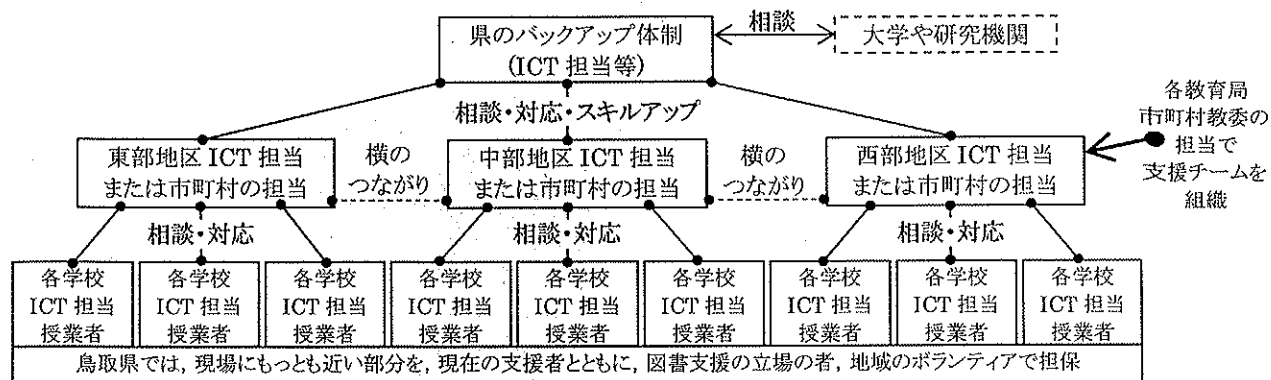 県のバックアップ体制
(ICT 担当等)
相談
大学や研究機関
相談・対応・スキルアップ
各教育局
市町村教委の
担当で
支援チームを
組織
東部地区 ICT 担当
または市町村の担当
横の
つながり
中部地区 ICT 担当
または市町村の担当
横の
つながり
西部地区 ICT 担当
または市町村の担当
相談・対応
相談・対応
相談・対応
各学校
ICT 担当
授業者
各学校
ICT 担当
授業者
各学校
ICT 担当
授業者
各学校
ICT 担当
授業者
各学校
ICT 担当
授業者
各学校
ICT 担当
授業者
各学校
ICT 担当
授業者
各学校
ICT 担当
授業者
各学校
ICT 担当
授業者
鳥取県では, 現場にもっとも近い部分を, 現在の支援者とともに, 図書支援の立場の者, 地域のボランティアで担保